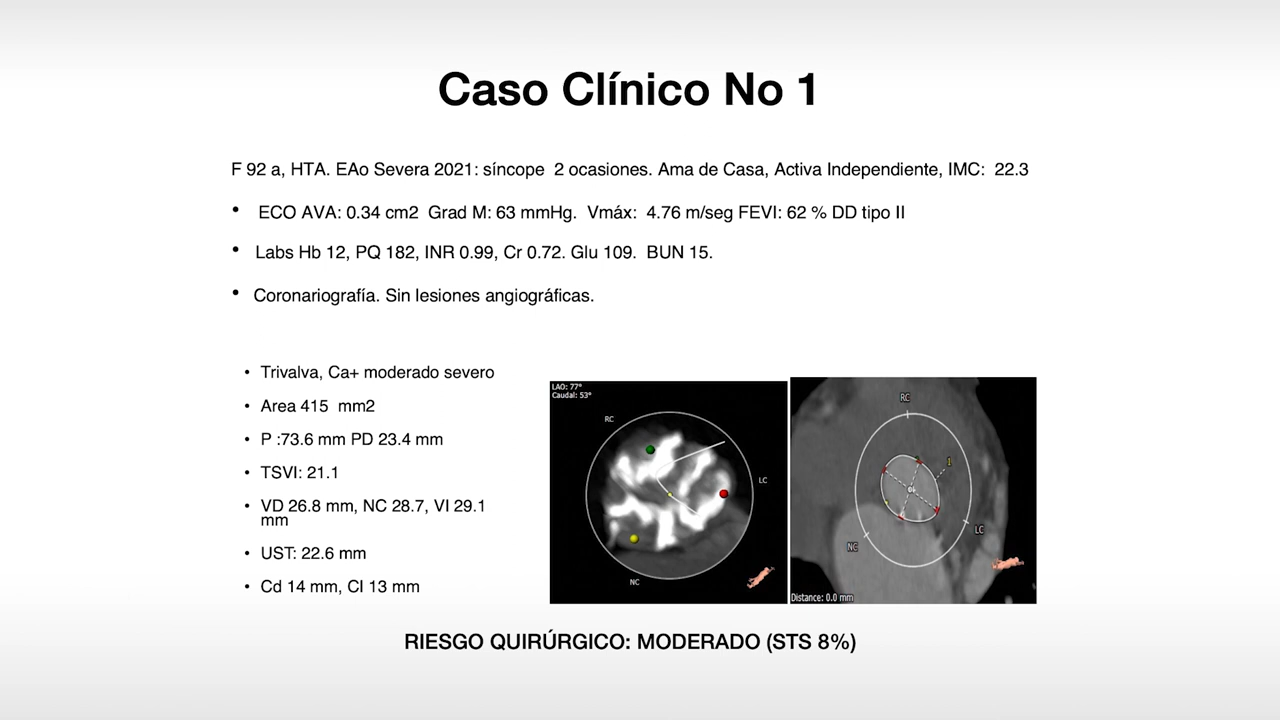 Caso Clínico No 1
F 92 a, HTA. EAo Severa 2021: síncope 2 ocasiones. Ama de Casa, Activa Independiente, IMC: 22.3
• ECO AVA: 0.34 cm2 Grad M: 63 mmHg. Vmáx: 4.76 m/seg FEVI: 62 % DD tipo II
• Labs Hb 12, PQ 182, INR 0.99, Cr 0.72. Glu 109. BUN 15.
• Coronariografía. Sin lesiones angiográficas.
• Trivalva, Ca+ moderado severo
• Area 415 mm2
• P :73.6 mm PD 23.4 mm
• TSVI: 21.1
• VD 26.8 mm, NC 28.7, VI 29.1
mm
• UST: 22.6 mm
• Cd 14 mm, CI 13 mm
LAO: 77°
Caudal: 53°
RC
LC
NC
RC
1
LC
NC
Distance: 0.0 mm
RIESGO QUIRÚRGICO: MODERADO (STS 8%)